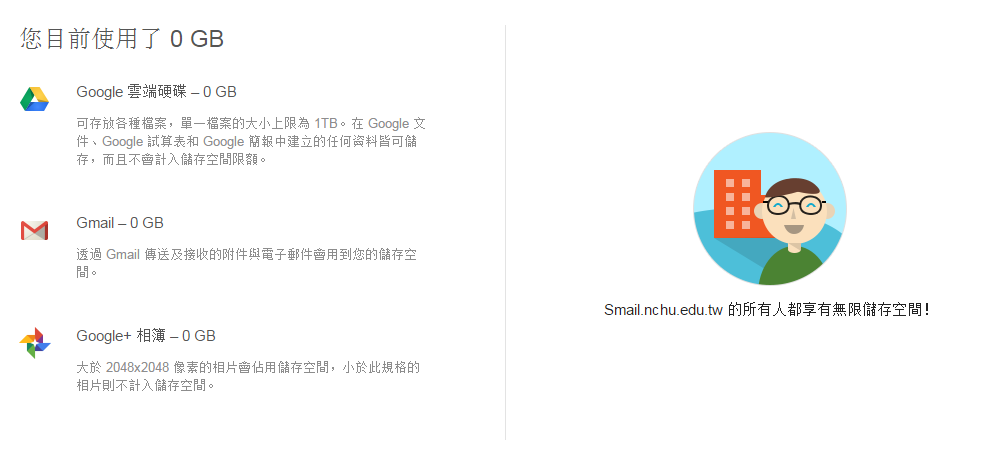 您目前使用了 0 GB
Google 雲端硬碟 – 0 GB
可存放各種檔案，單一檔案的大小上限為 1TB。在 Google 文
件、Google 試算表和 Google 簡報中建立的任何資料皆可儲
存，而且不會計入儲存空間限額。
Gmail – 0 GB
透過 Gmail 傳送及接收的附件與電子郵件會用到您的儲存空
間。
Google+ 相簿 – 0 GB
大於 2048x2048 像素的相片會佔用儲存空間，小於此規格的
相片則不計入儲存空間。
Smail.nchu.edu.tw 的所有人都享有無限儲存空間！